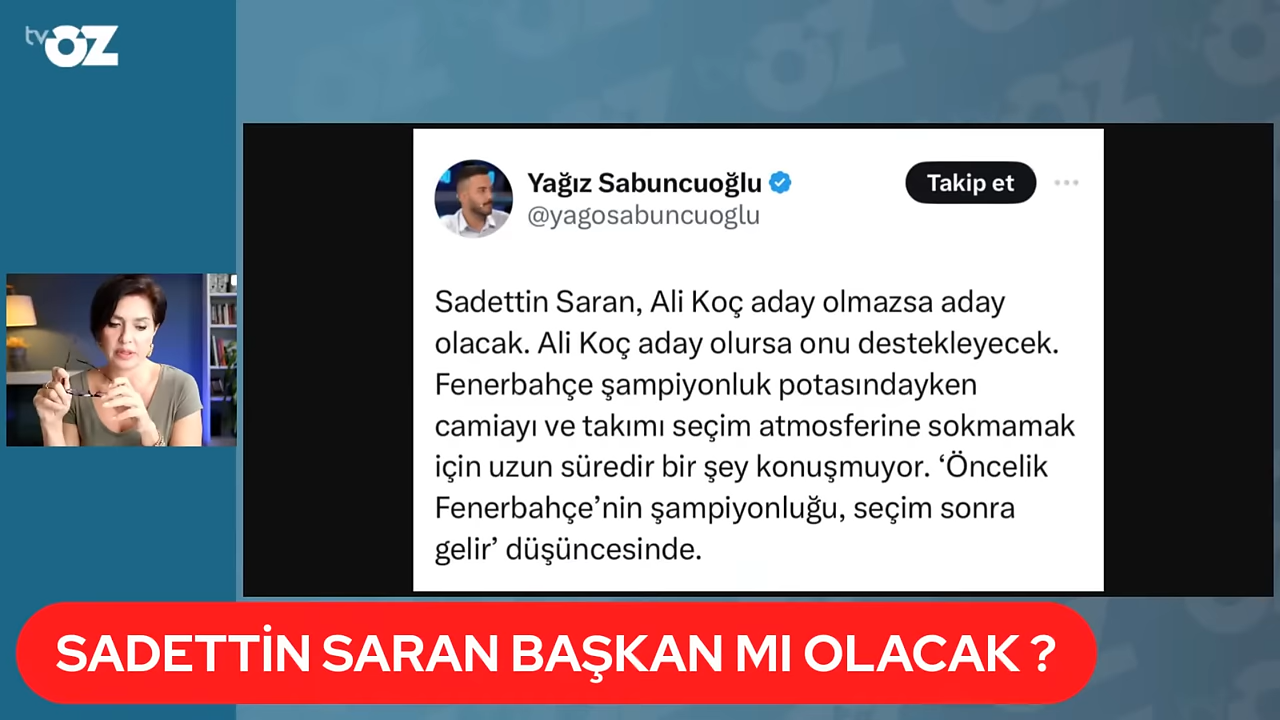 tv ÖZ
Yağız Sabuncuoğlu
@yagosabuncuoglu
Takip et
Sadettin Saran, Ali Koç aday olmazsa aday
olacak. Ali Koç aday olursa onu destekleyecek.
Fenerbahçe şampiyonluk potasındayken
camiayı ve takımı seçim atmosferine sokmamak
için uzun süredir bir şey konuşmuyor. ‘Öncelik
Fenerbahçe’nin şampiyonluğu, seçim sonra
gelir’ düşüncesinde.
SADETTİN SARAN BAŞKAN MI OLACAK ?